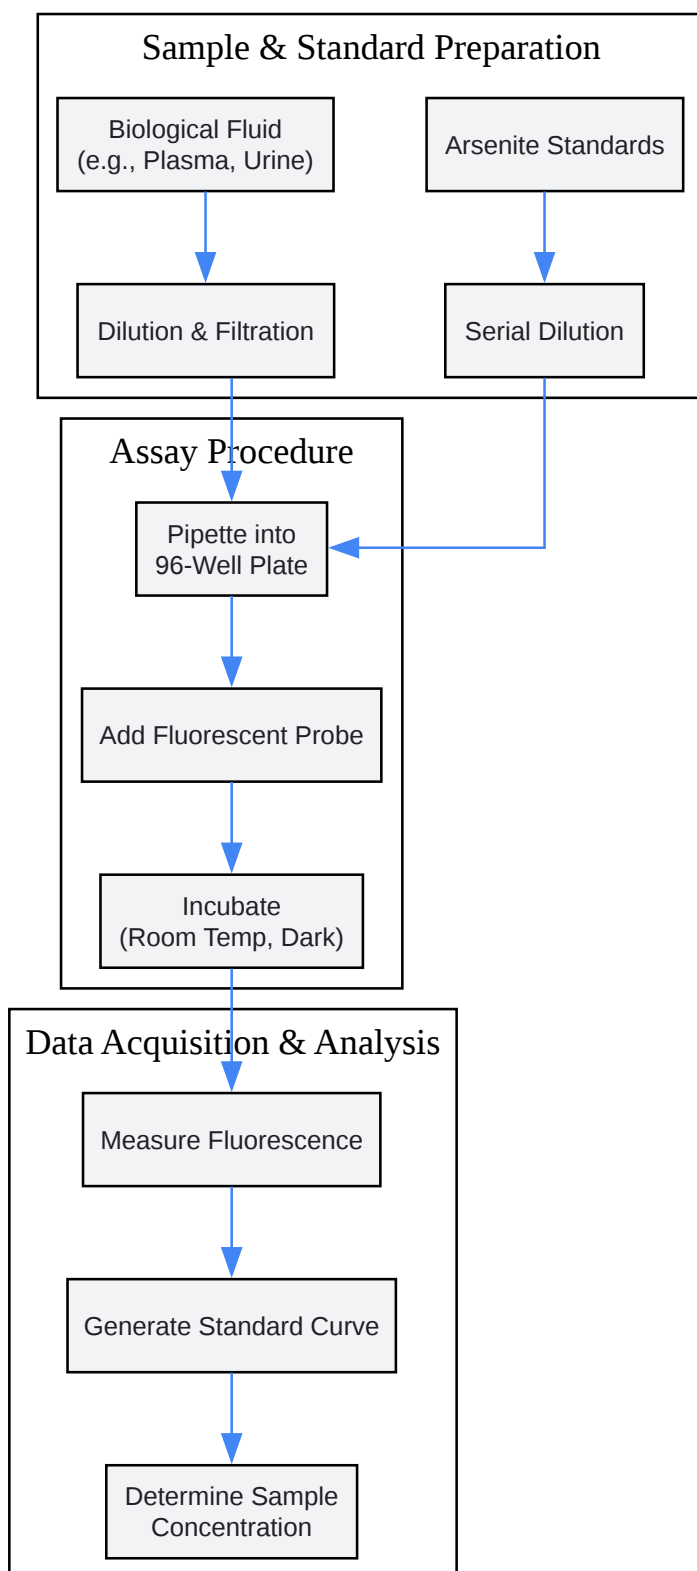 Sample & Standard Preparation
Biological Fluid
(e.g., Plasma, Urine)
Arsenite Standards
Dilution & Filtration
Serial Dilution
Assay Procedure
Pipette into
96-Well Plate
Add Fluorescent Probe
Incubate
(Room Temp, Dark)
Data Acquisition & Analysis
Measure Fluorescence
Generate Standard Curve
Determine Sample
Concentration